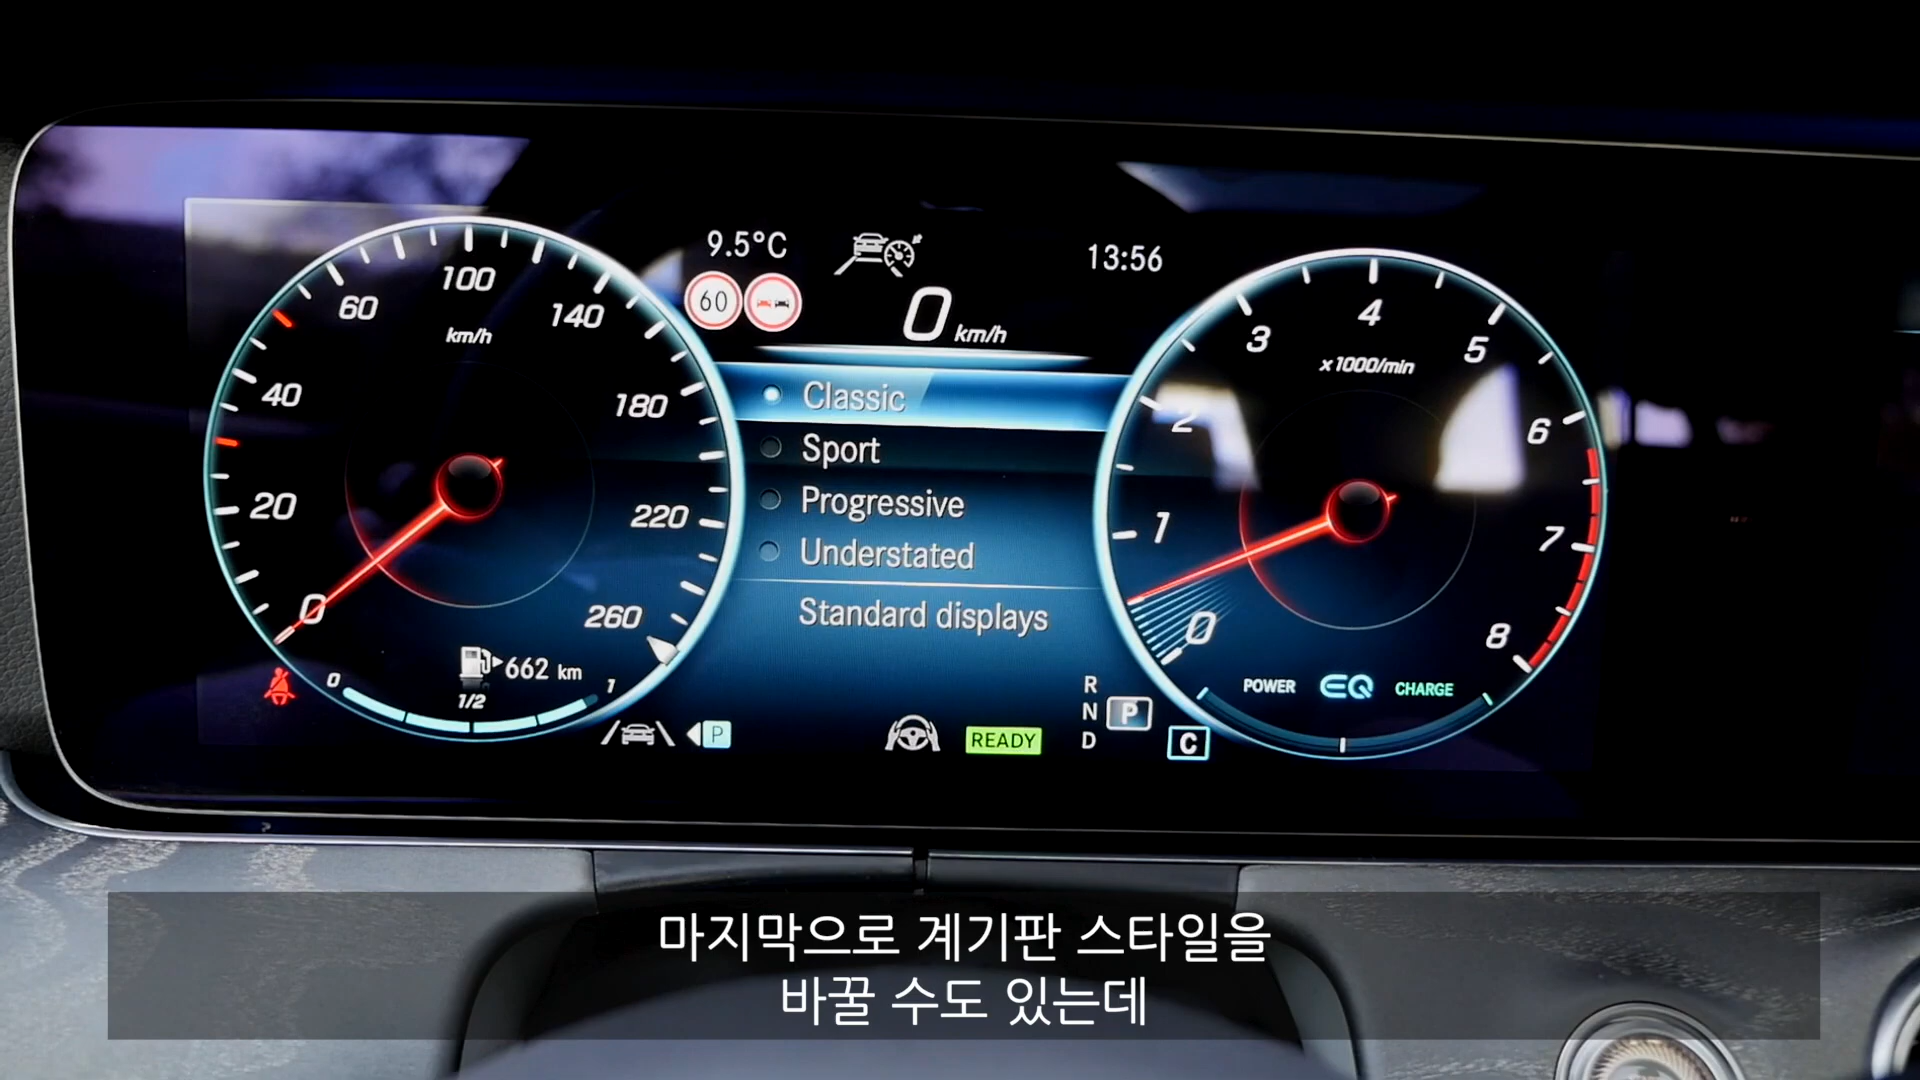 9.5°C
13:56
60
0 km/h
0
20
40
60
100
140
180
220
260
km/h
662 km
0
1/2
1
Classic
Sport
Progressive
Understated
Standard displays
0
1
2
3
4
5
6
7
8
x1000/min
POWER EQ CHARGE
P
READY
R
N
D
P
C
마지막으로 계기판 스타일을
바꿀 수도 있는데